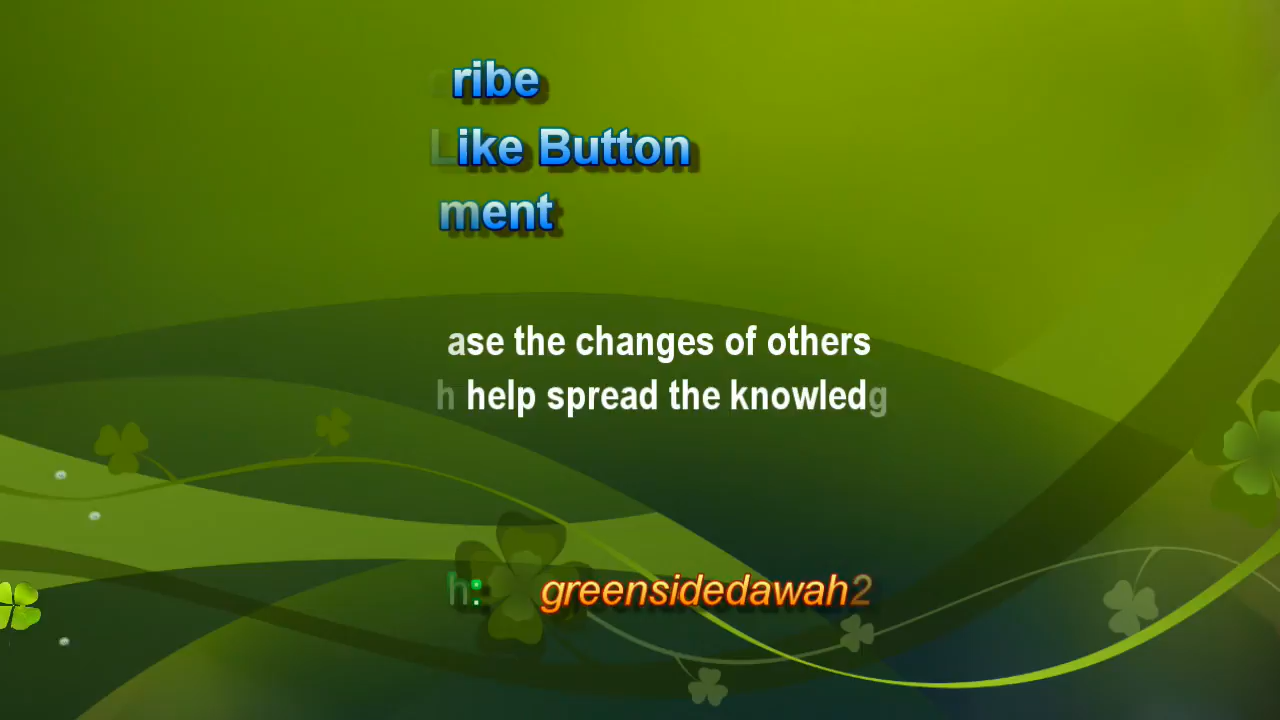 ribe
Like Button
ment
ase the changes of others
h help spread the knowledg
h: greensidedawah2